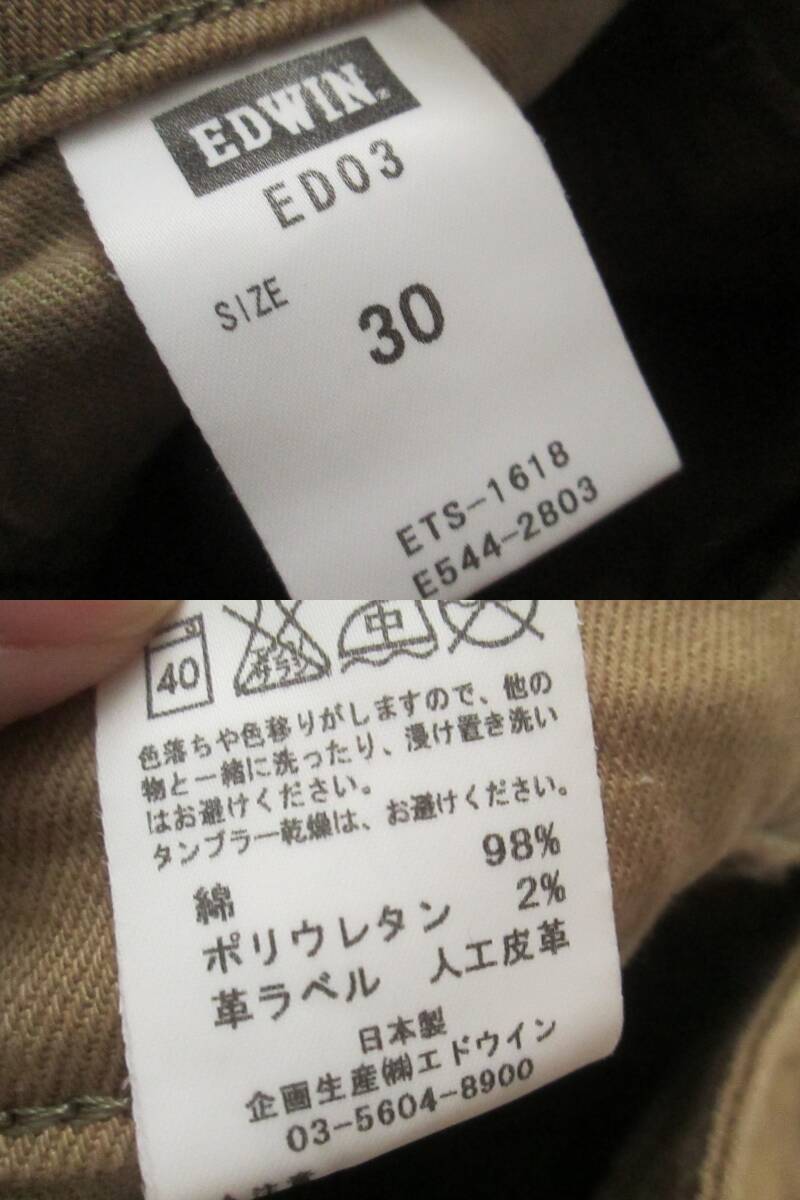 EDWIN
ED03
SIZE 30
ETS-1618
E544-2803
40 中
色落ちや色移りがしますので、他の
物と一緒に洗ったり、浸け置き洗い
はお避けください。
タンブラー乾燥は、お避けください。
綿 98%
ポリウレタン 2%
革ラベル 人工皮革
日本製
企画生産㈱エドウイン
03-5604-8900